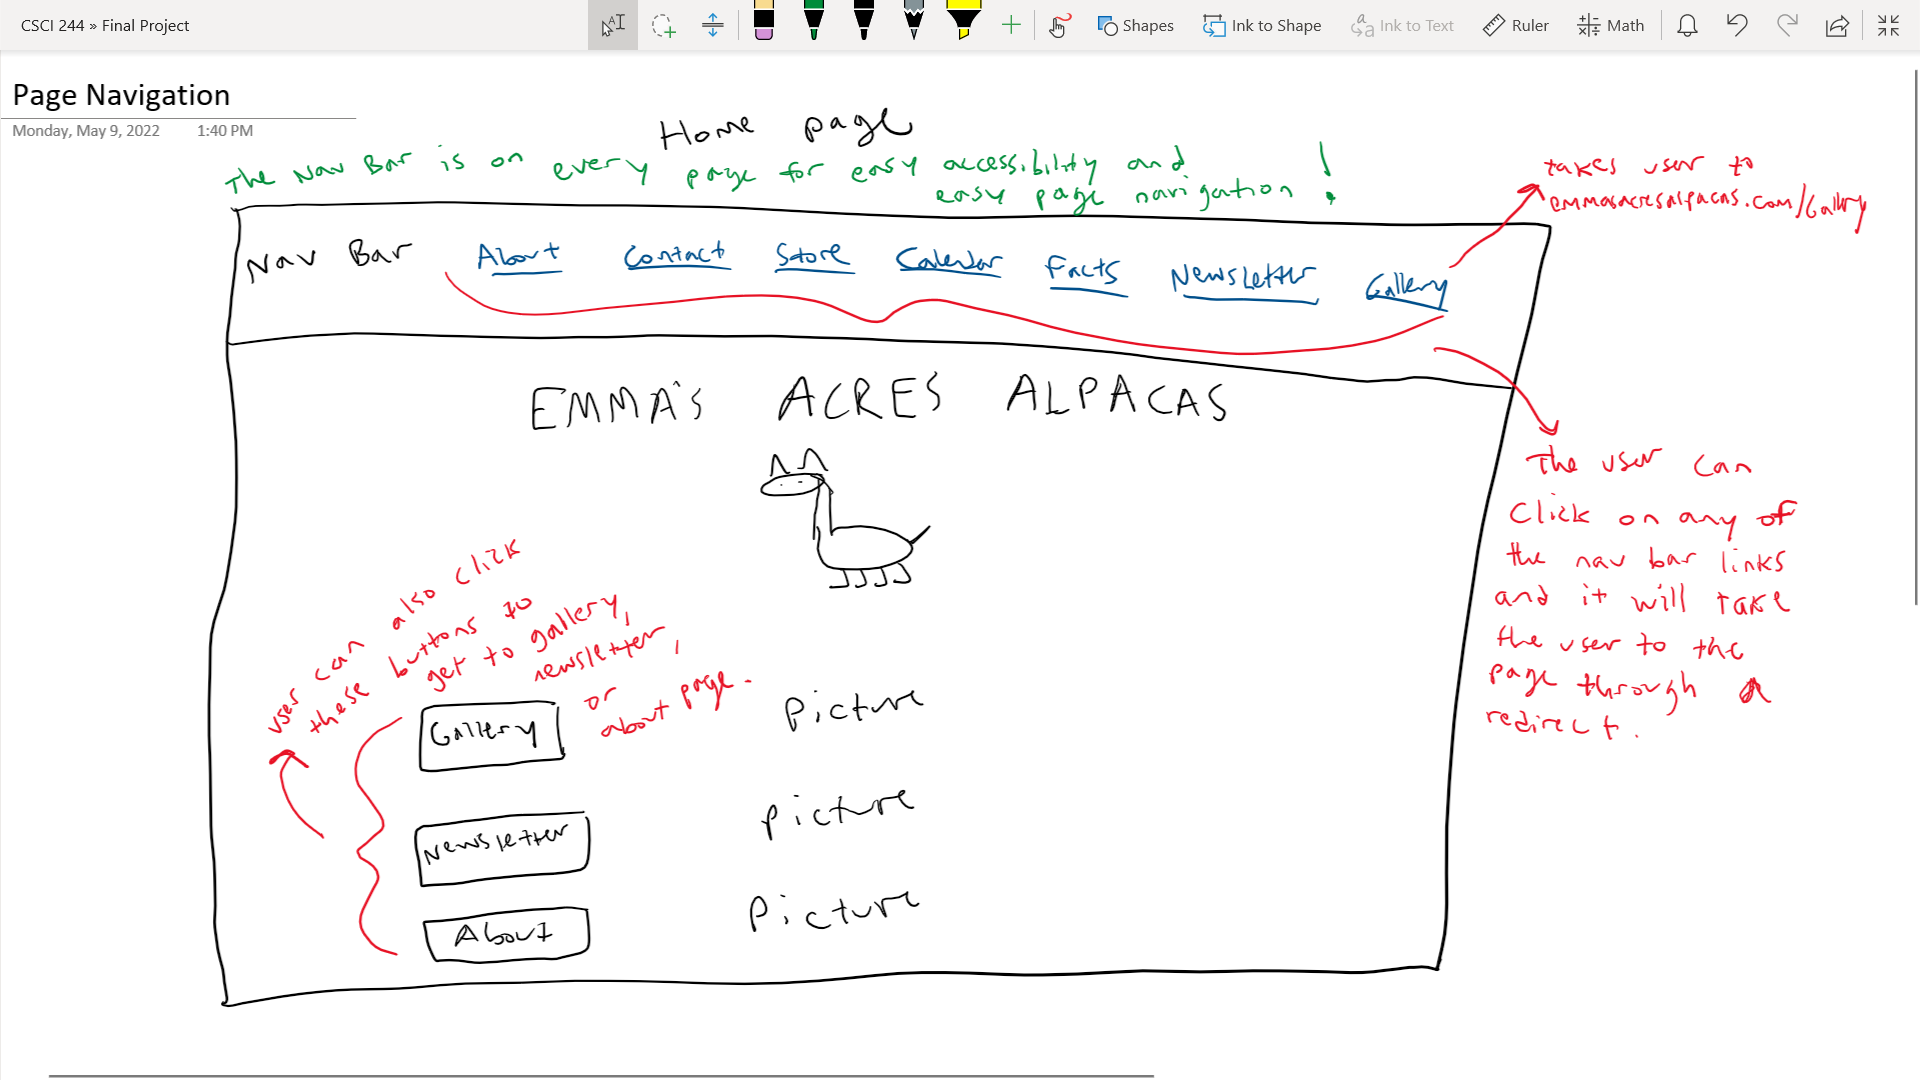 CSCI 244 » Final Project
Shapes
Ink to Shape
Ink to Text
Ruler
Math
Page Navigation
Monday, May 9, 2022 1:40 PM
Home page
The Nav Bar is on every page for easy accessibility and
easy page navigation!
takes user to
emmasacresalpacas.com/Gallery
Nav Bar About Contact Store Calendar Facts Newsletter Gallery
EMMA'S ACRES ALPACAS
The user can
click on any of
the nav bar links
and it will take
the user to the
page through a
redirect.
user can also click
these buttons to
get to gallery,
newsletter,
or
about page.
Gallery Picture
Newsletter Picture
About Picture